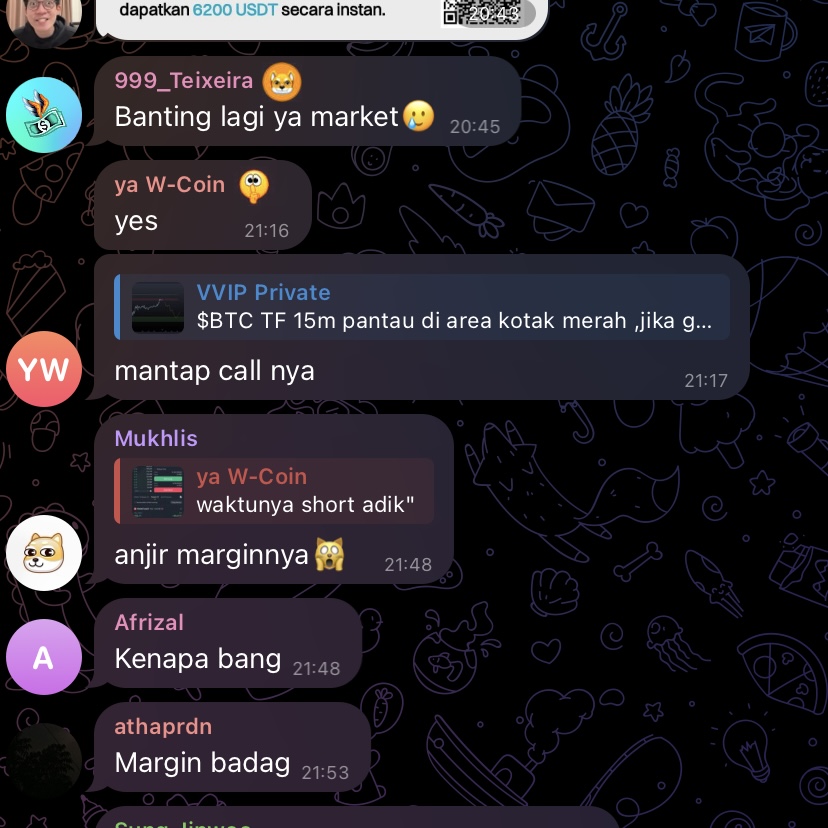 dapatkan 6200 USDT secara instan.
20:43
999_Teixeira
Banting lagi ya market🥲 20:45
ya W-Coin
yes 21:16
VVIP Private
$BTC TF 15m pantau di area kotak merah ,jika g...
YW
mantap call nya 21:17
Mukhlis
ya W-Coin
waktunya short adik"
anjir marginnya🙀 21:48
Afrizal
A
Kenapa bang 21:48
athaprdn
Margin badag 21:53